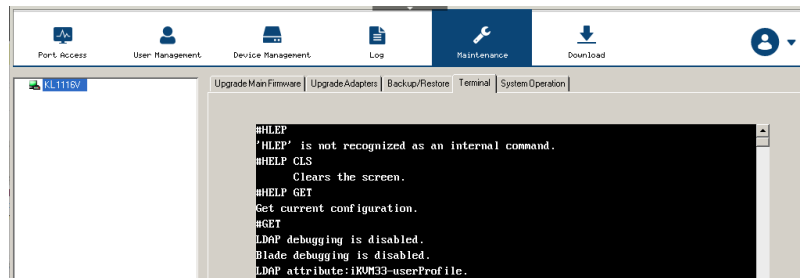 Port Access
User Management
Device Management
Log
Maintenance
Download
KL1116V
Upgrade Main Firmware
Upgrade Adapters
Backup/Restore
Terminal
System Operation
#HLEP
'HLEP' is not recognized as an internal command.
#HELP CLS
Clears the screen.
#HELP GET
Get current configuration.
#GET
LDAP debugging is disabled.
Blade debugging is disabled.
LDAP attribute:iKVM33-userProfile.